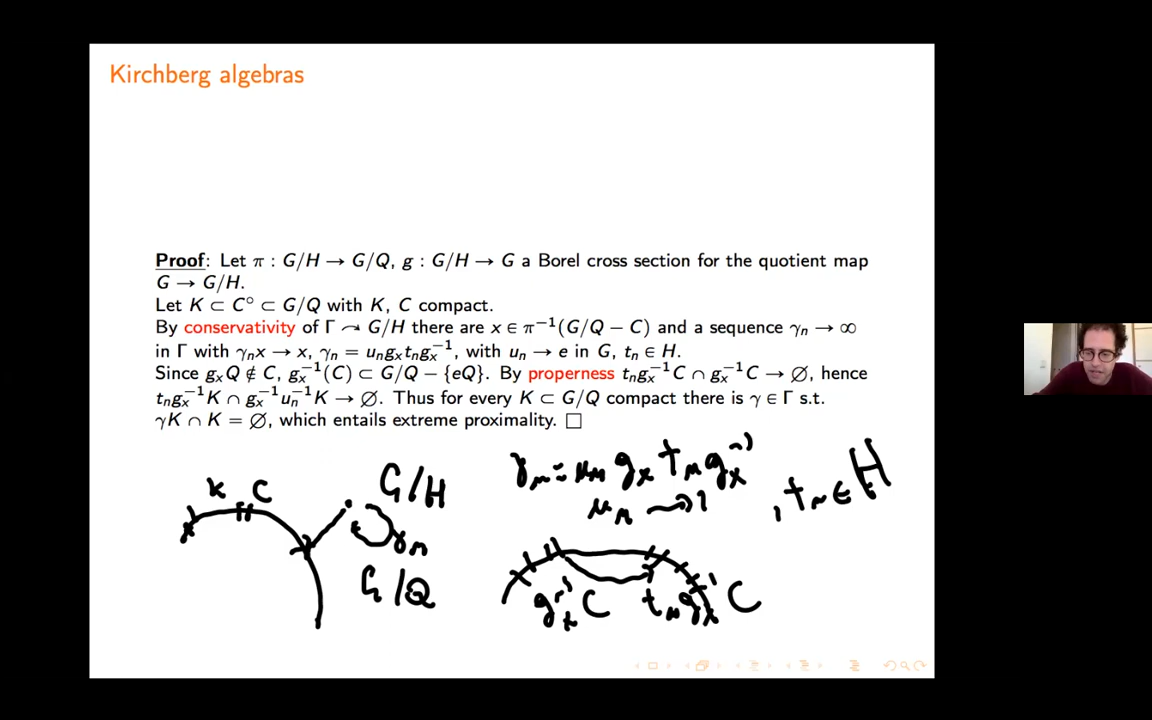 Kirchberg algebras
Proof: Let π : G/H → G/Q, g : G/H → G a Borel cross section for the quotient map
G → G/H.
Let K ⊂ C° ⊂ G/Q with K, C compact.
By conservativity of Γ ↷ G/H there are x ∈ π⁻¹(G/Q − C) and a sequence γₙ → ∞
in Γ with γₙx → x, γₙ = uₙgₓtₙgₓ⁻¹, with uₙ → e in G, tₙ ∈ H.
Since gₓQ ∉ C, gₓ⁻¹(C) ⊂ G/Q − {eQ}. By properness tₙgₓ⁻¹C ∩ gₓ⁻¹C → ∅, hence
tₙgₓ⁻¹K ∩ gₓ⁻¹uₙ⁻¹K → ∅. Thus for every K ⊂ G/Q compact there is γ ∈ Γ s.t.
γK ∩ K = ∅, which entails extreme proximality. □
γₙ = uₙ gₓ tₙ gₓ⁻¹
uₙ → 1 , tₙ ∈ H
K C G/H
γₙ
G/Q
gₓ⁻¹C tₙgₓ⁻¹C